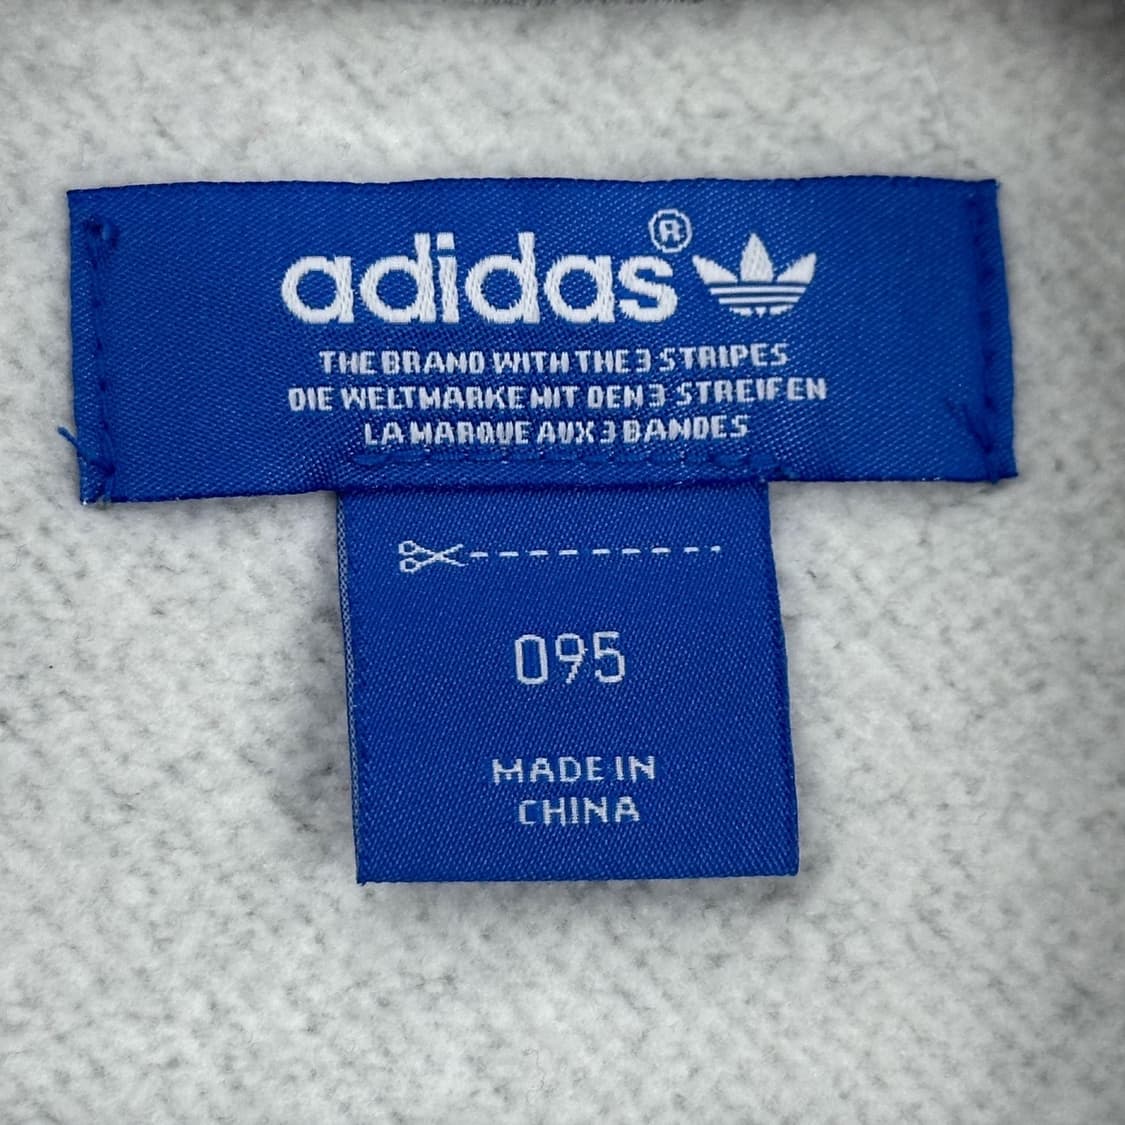 adidas®
THE BRAND WITH THE 3 STRIPES
DIE WELTMARKE MIT DEN 3 STREIFEN
LA MARQUE AUX 3 BANDES
095
MADE IN
CHINA